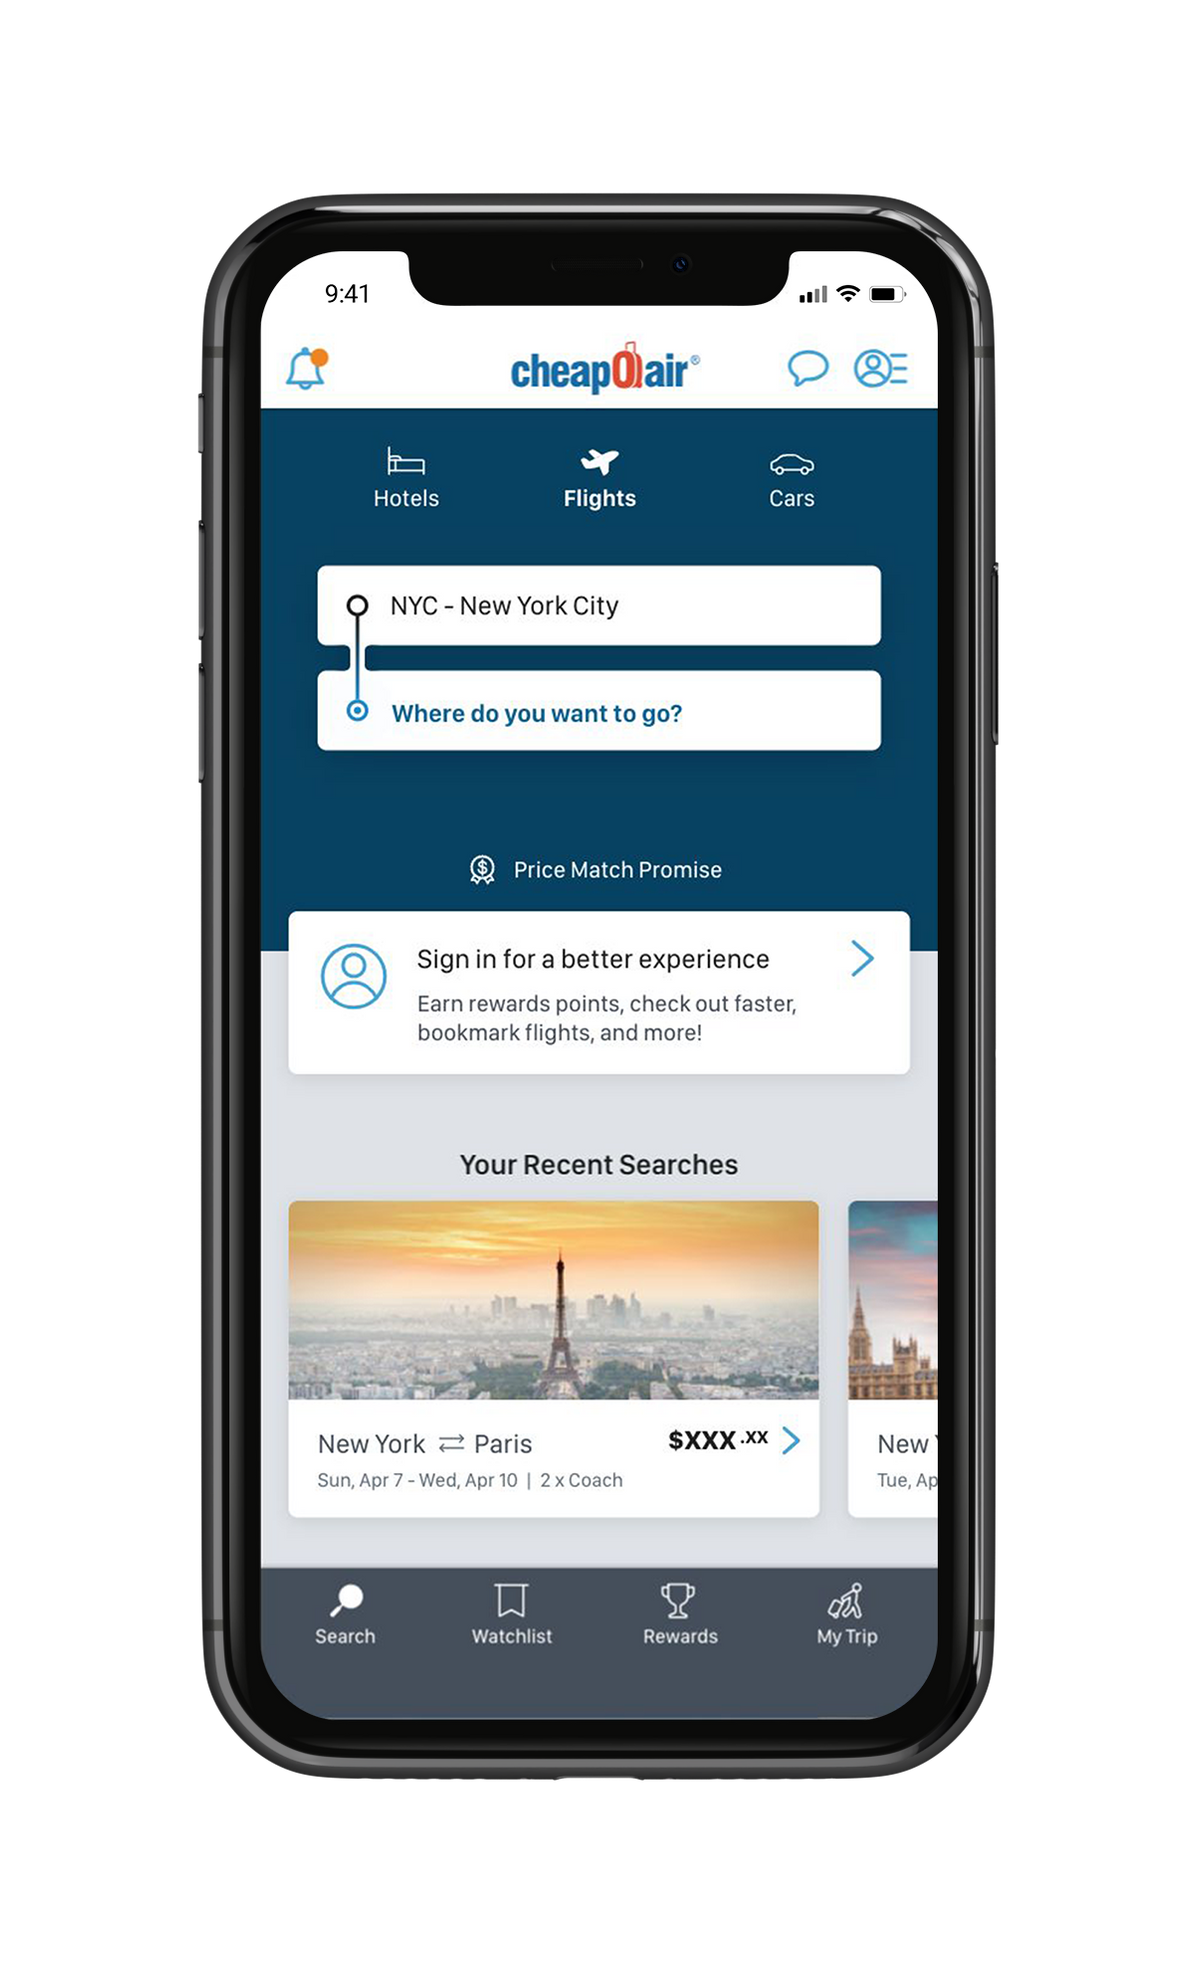 9:41
cheapOair®
Hotels
Flights
Cars
NYC - New York City
Where do you want to go?
Price Match Promise
Sign in for a better experience
Earn rewards points, check out faster,
bookmark flights, and more!
Your Recent Searches
New York ⇄ Paris
$XXX.XX
Sun, Apr 7 - Wed, Apr 10 | 2 x Coach
New
Tue, Ap
Search
Watchlist
Rewards
My Trip